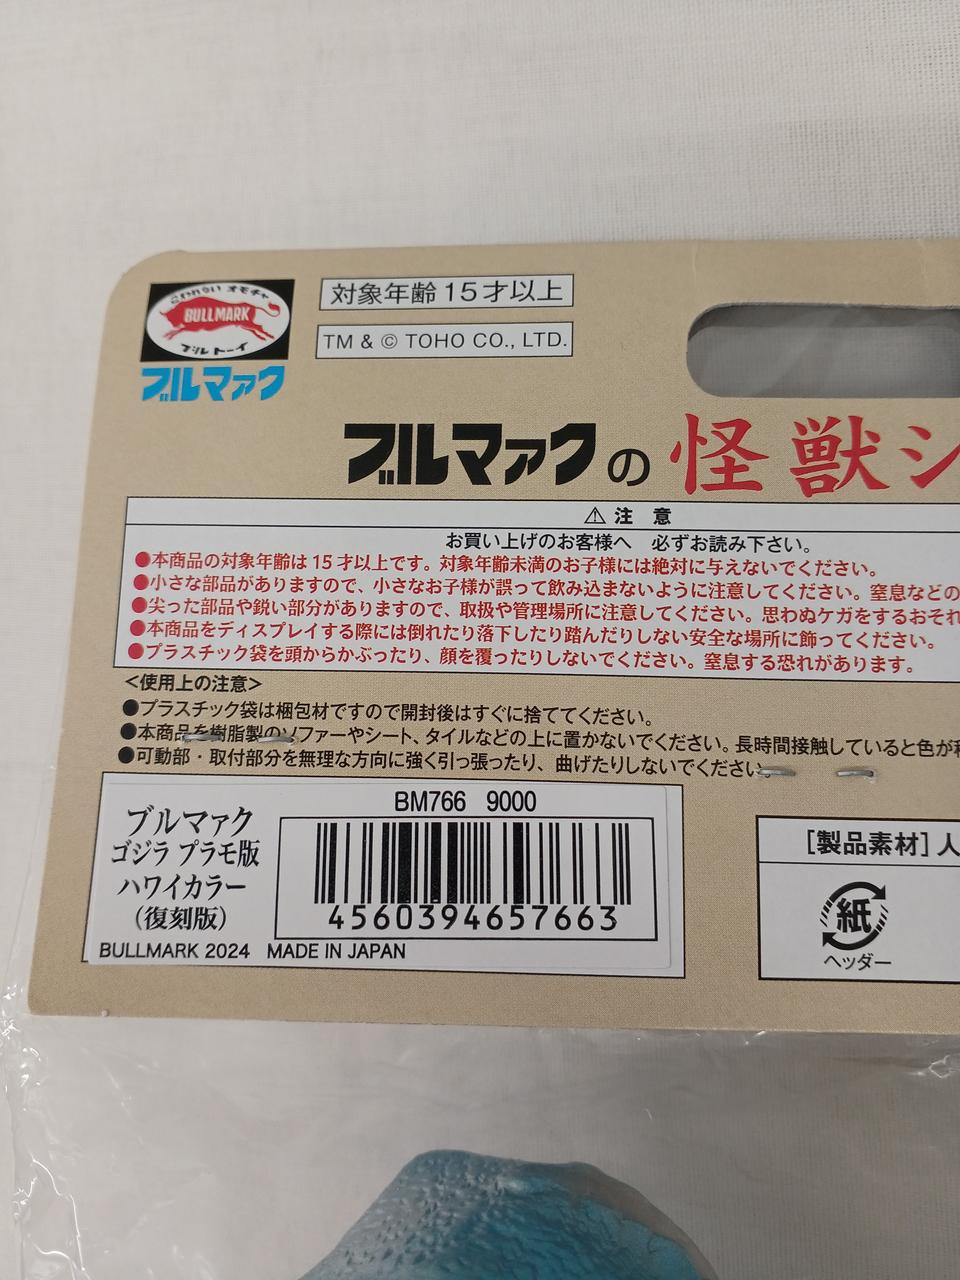 こわれない オモチャ
BULLMARK
ブルトーイ
ブルマァク
対象年齢15才以上
TM & © TOHO CO., LTD.
ブルマァクの怪獣シ
⚠注 意
お買い上げのお客様へ 必ずお読み下さい。
●本商品の対象年齢は15才以上です。対象年齢未満のお子様には絶対に与えないでください。
●小さな部品がありますので、小さなお子様が誤って飲み込まないように注意してください。窒息などの
●尖った部品や鋭い部分がありますので、取扱や管理場所に注意してください。思わぬケガをするおそれ
●本商品をディスプレイする際には倒れたり落下したり踏んだりしない安全な場所に飾ってください。
●プラスチック袋を頭からかぶったり、顔を覆ったりしないでください。窒息する恐れがあります。
<使用上の注意>
●プラスチック袋は梱包材ですので開封後はすぐに捨ててください。
●本商品を樹脂製のソファーやシート、タイルなどの上に置かないでください。長時間接触していると色が移
●可動部・取付部分を無理な方向に強く引っ張ったり、曲げたりしないでください。
ブルマァク
ゴジラ プラモ版
ハワイカラー
(復刻版)
BM766 9000
4560394657663
BULLMARK 2024 MADE IN JAPAN
[製品素材]人
紙
ヘッダー